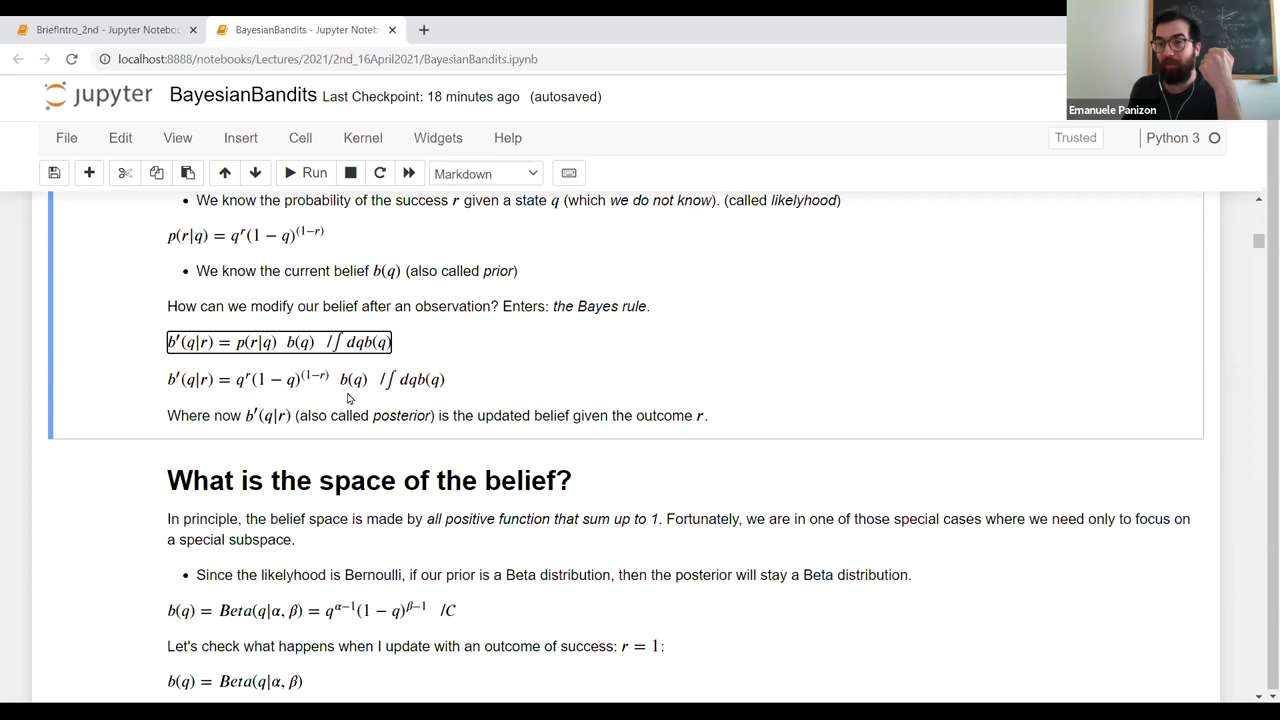 BriefIntro_2nd - Jupyter Noteboo
BayesianBandits - Jupyter Noteb
localhost:8888/notebooks/Lectures/2021/2nd_16April2021/BayesianBandits.ipynb
jupyter BayesianBandits Last Checkpoint: 18 minutes ago (autosaved)
Emanuele Panizon
File Edit View Insert Cell Kernel Widgets Help Trusted Python 3
Run Markdown
• We know the probability of the success r given a state q (which we do not know). (called likelyhood)
p(r|q) = q^r(1 − q)^(1−r)
• We know the current belief b(q) (also called prior)
How can we modify our belief after an observation? Enters: the Bayes rule.
b′(q|r) = p(r|q) b(q) /∫ dqb(q)
b′(q|r) = q^r(1 − q)^(1−r) b(q) /∫ dqb(q)
Where now b′(q|r) (also called posterior) is the updated belief given the outcome r.
What is the space of the belief?
In principle, the belief space is made by all positive function that sum up to 1. Fortunately, we are in one of those special cases where we need only to focus on
a special subspace.
• Since the likelyhood is Bernoulli, if our prior is a Beta distribution, then the posterior will stay a Beta distribution.
b(q) = Beta(q|α, β) = q^α−1(1 − q)^β−1 /C
Let's check what happens when I update with an outcome of success: r = 1:
b(q) = Beta(q|α, β)